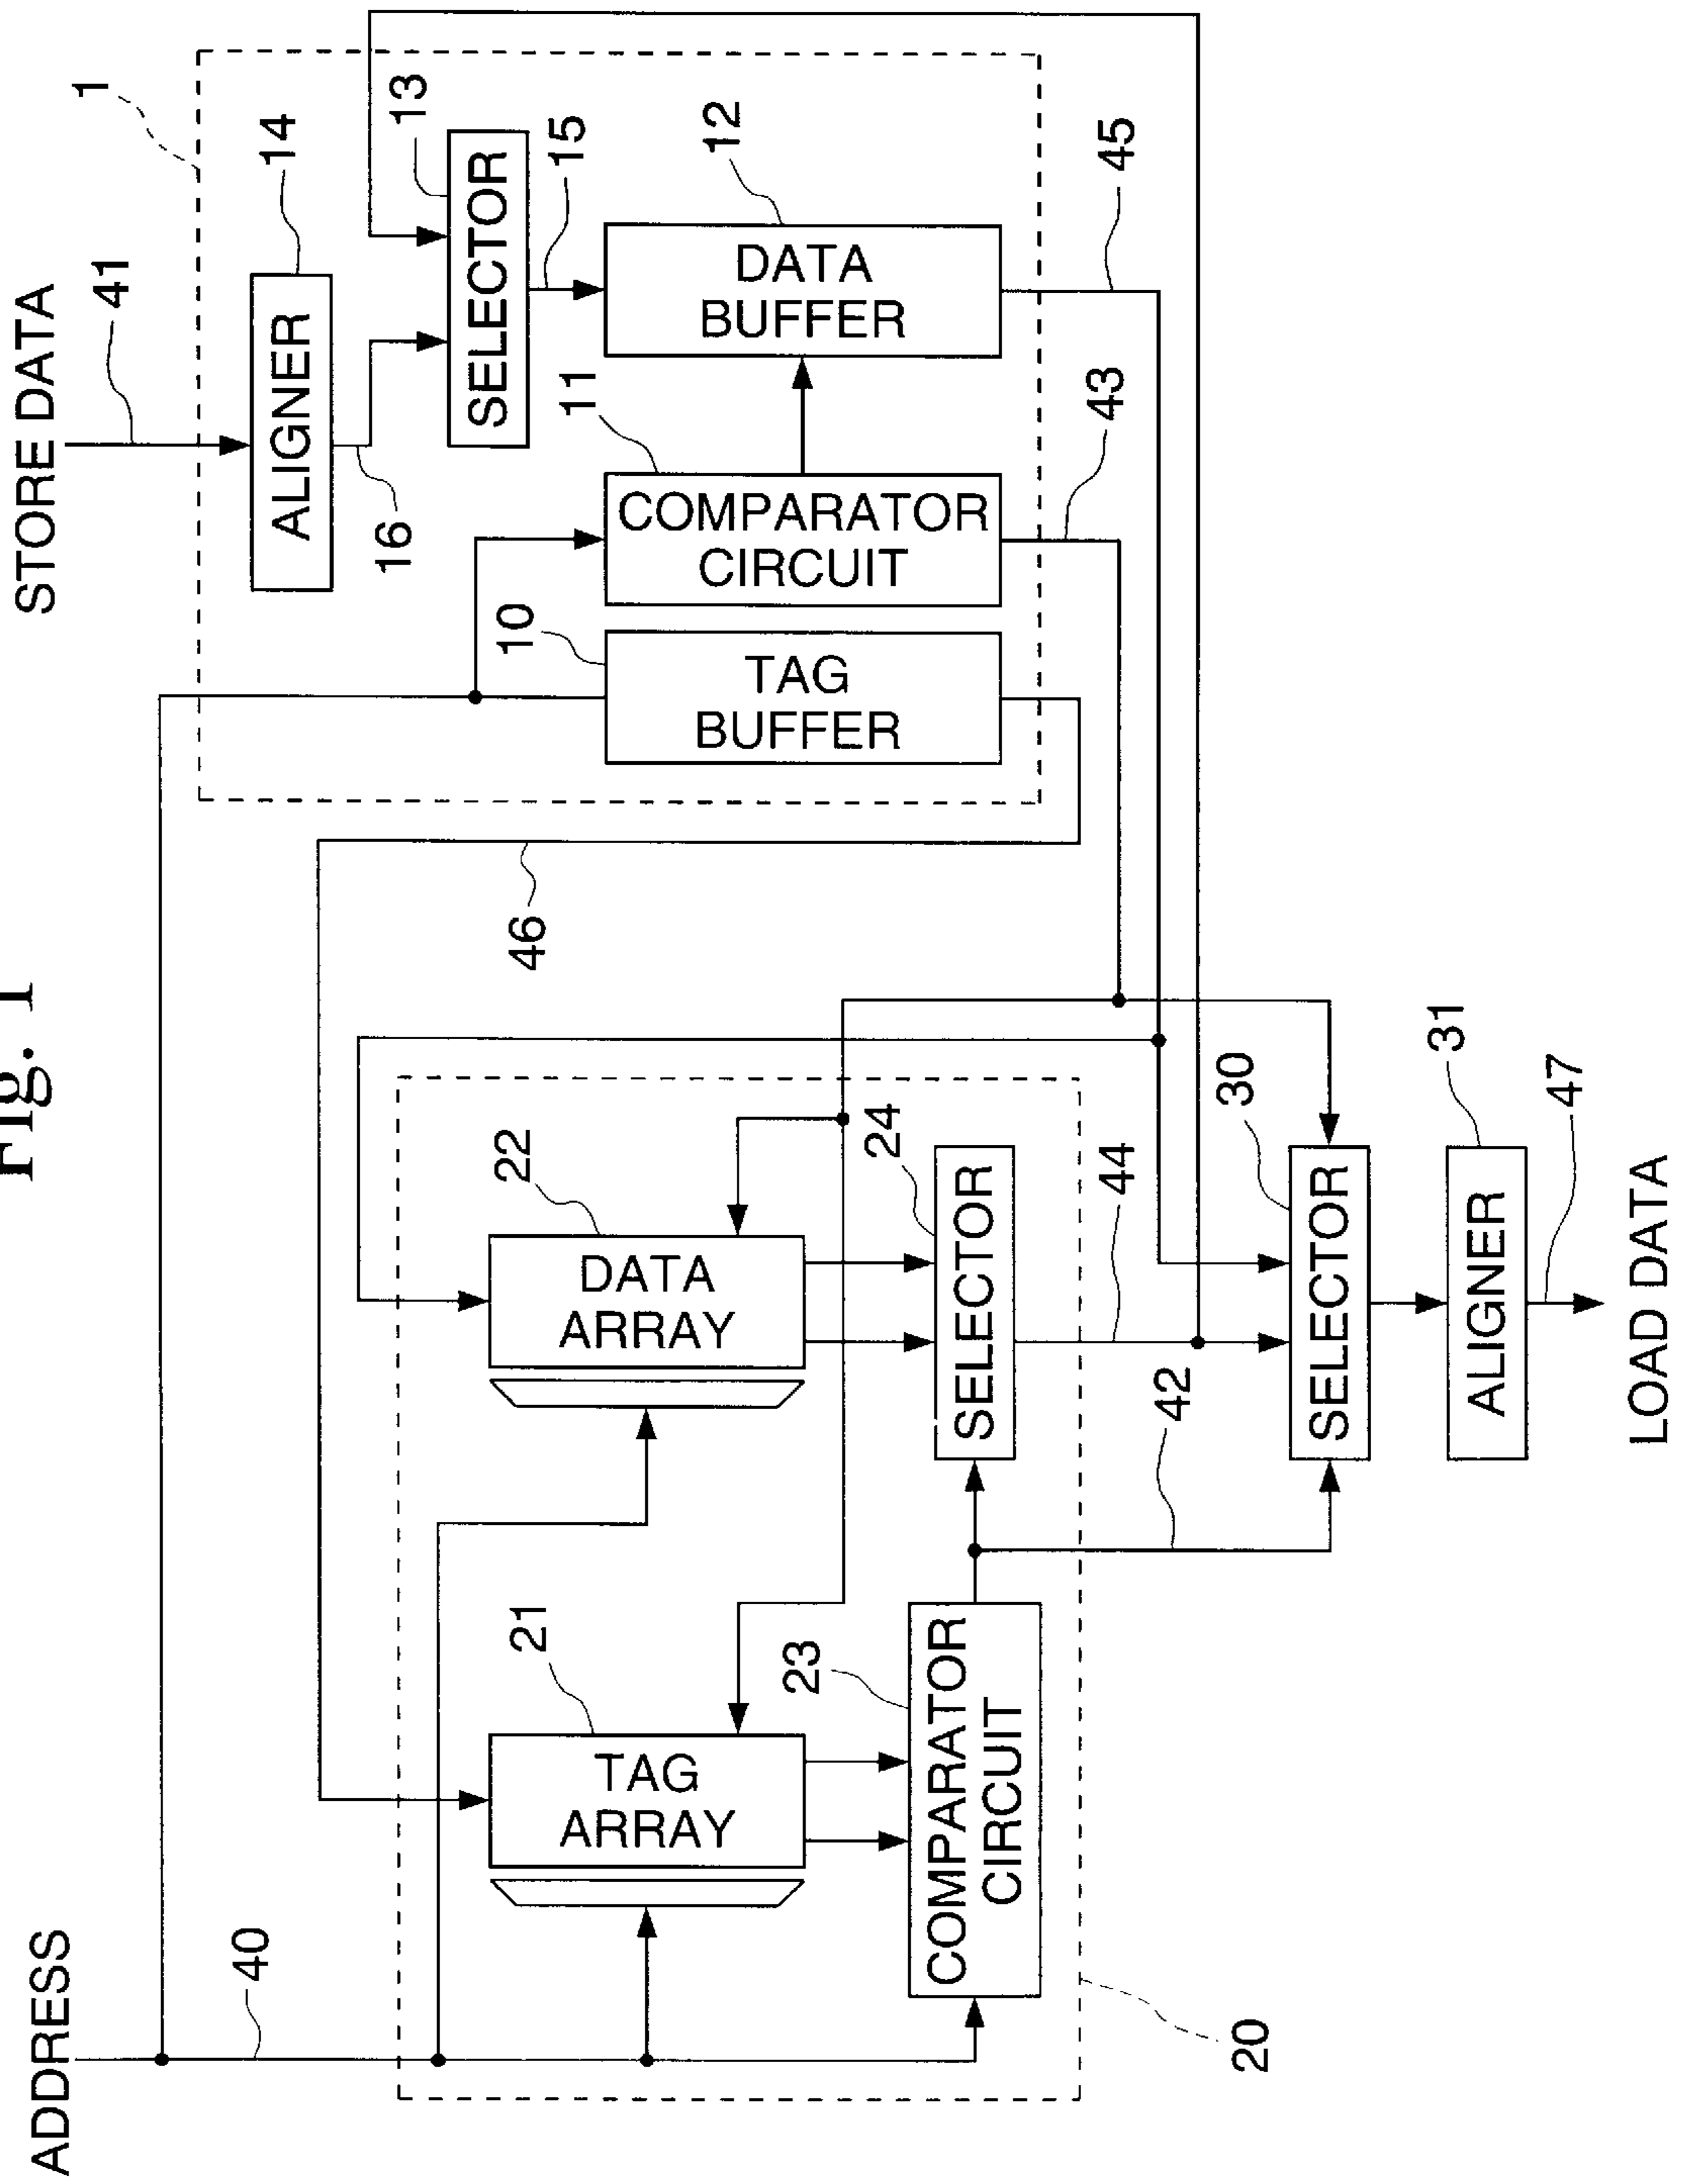 Fig. 1
ADDRESS
STORE DATA
40
41
1
14
ALIGNER
16
13
SELECTOR
15
10
TAG
BUFFER
11
COMPARATOR
CIRCUIT
12
DATA
BUFFER
46
43
45
21
TAG
ARRAY
22
DATA
ARRAY
23
COMPARATOR
CIRCUIT
24
SELECTOR
20
42
44
30
SELECTOR
31
ALIGNER
47
LOAD DATA